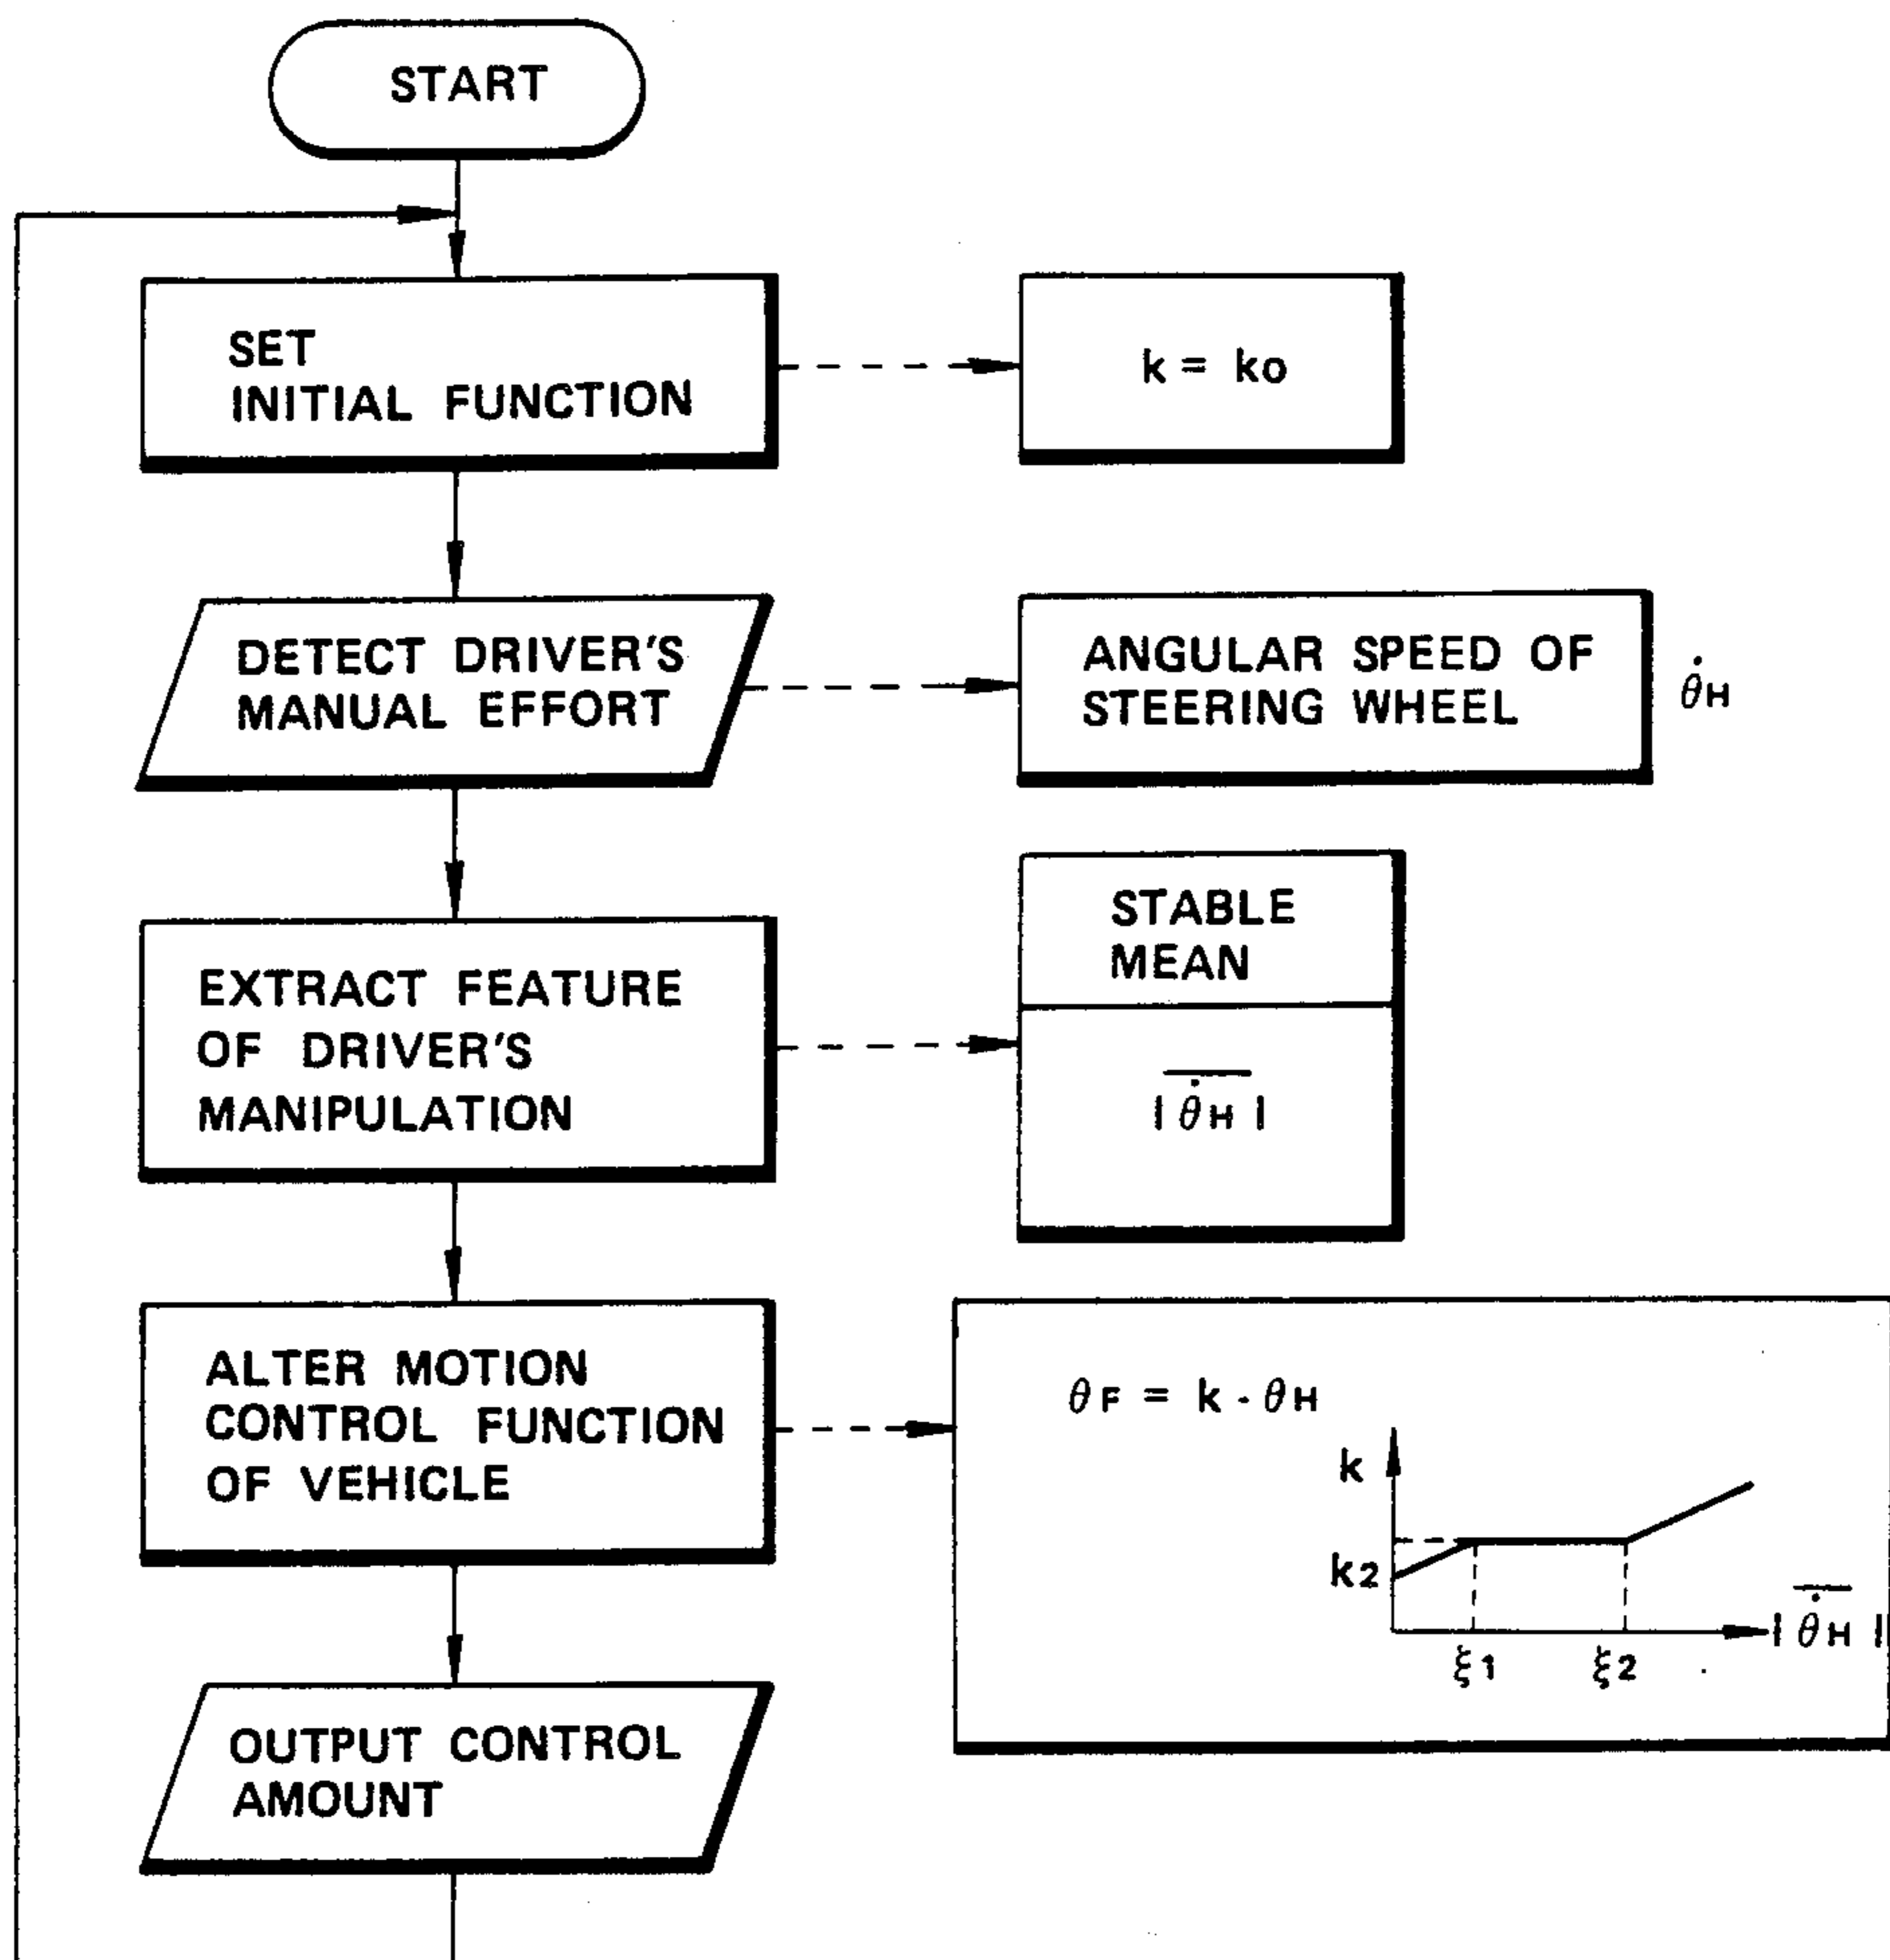 START
SET
INITIAL FUNCTION
k = ko
DETECT DRIVER'S
MANUAL EFFORT
ANGULAR SPEED OF
STEERING WHEEL
θ̇H
STABLE
MEAN
EXTRACT FEATURE
OF DRIVER'S
MANIPULATION
|θ̇H|‾
ALTER MOTION
CONTROL FUNCTION
OF VEHICLE
θF = k - θH
k
k2
ξ1
ξ2
|θ̇H|‾
OUTPUT CONTROL
AMOUNT